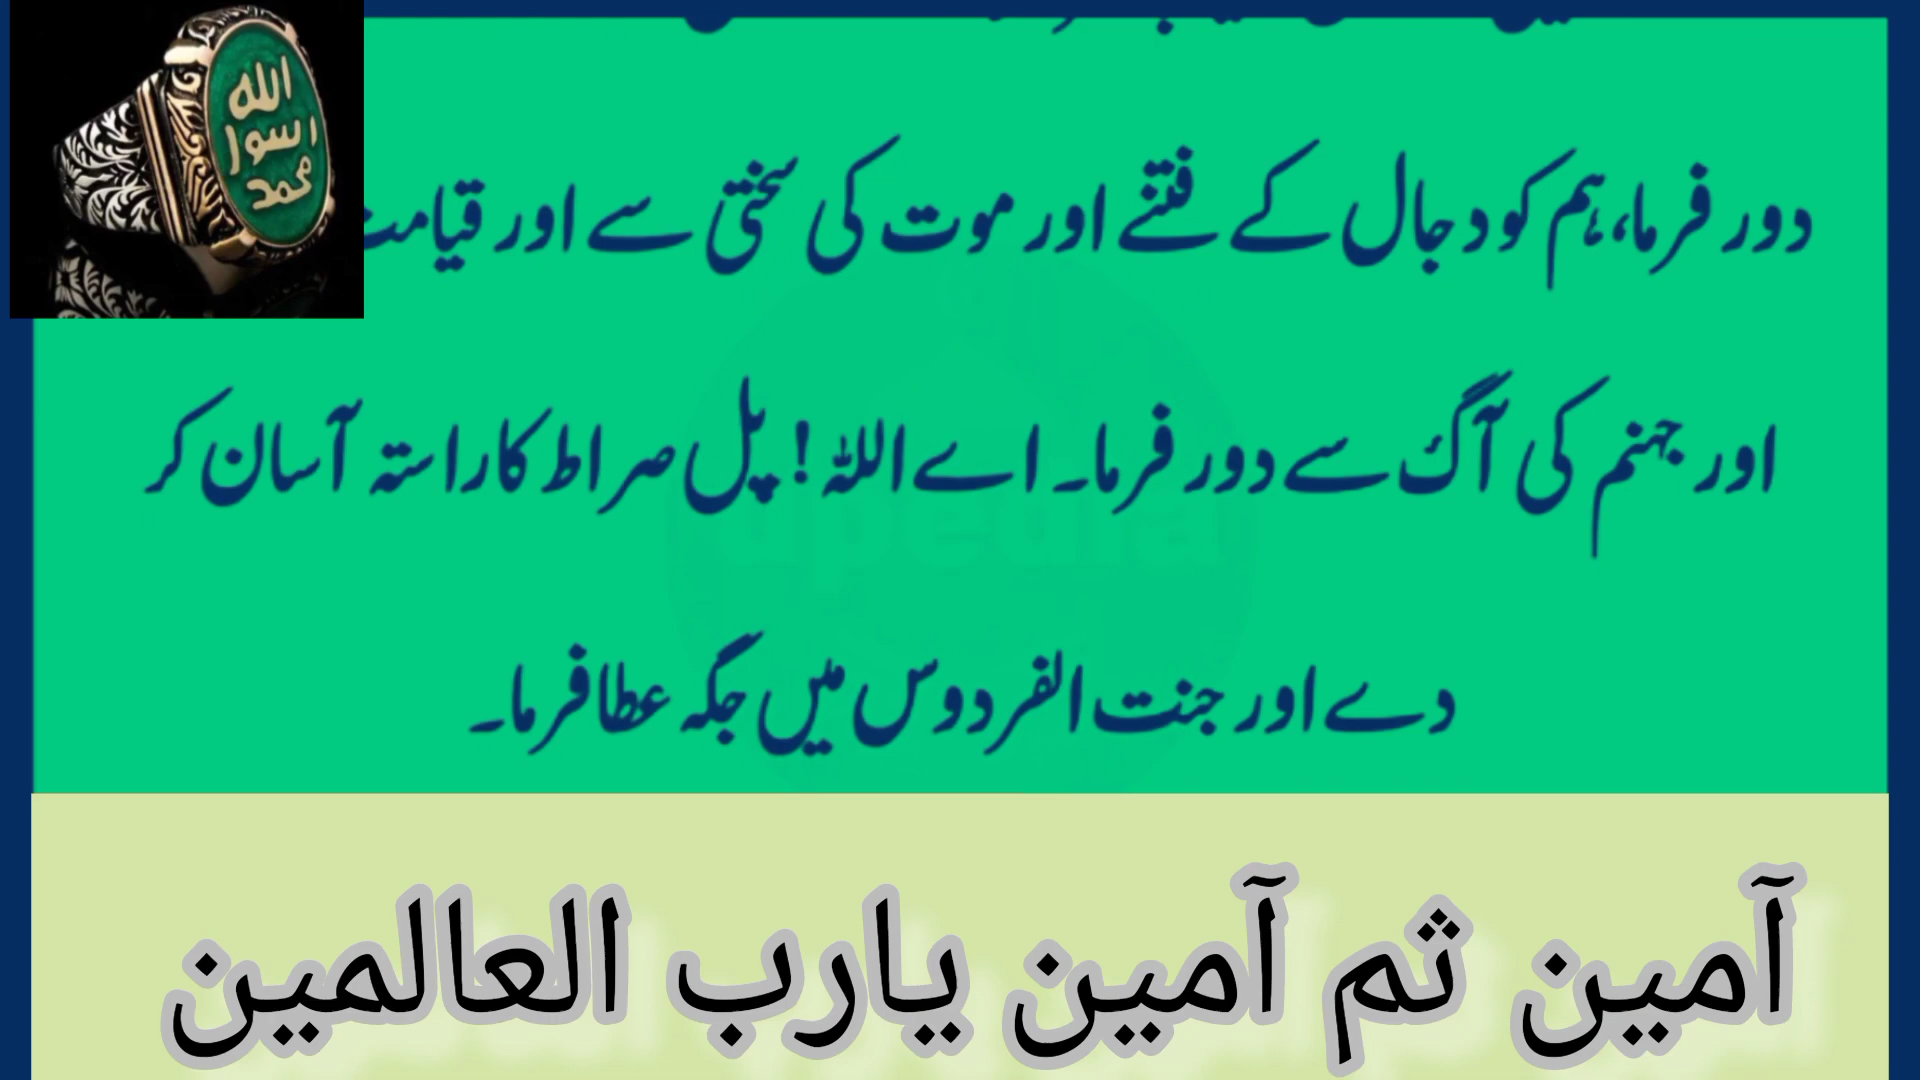 الله
رسول
محمد
دور فرما، ہم کو دجال کے فتنے اور موت کی سختی سے اور
اور جہنم کی آگ سے دور فرما۔ اے اللہ! پل صراط کا راستہ آسان کر
دے اور جنت الفردوس میں جگہ عطا فرما۔
آمین ثم آمین یارب العالمین